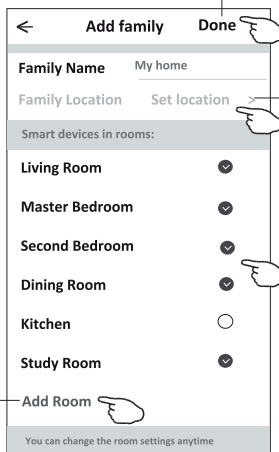 Add family Done
Family Name My home
Family Location Set location >
Smart devices in rooms:
Living Room
Master Bedroom
Second Bedroom
Dining Room
Kitchen
Study Room
Add Room
You can change the room settings anytime